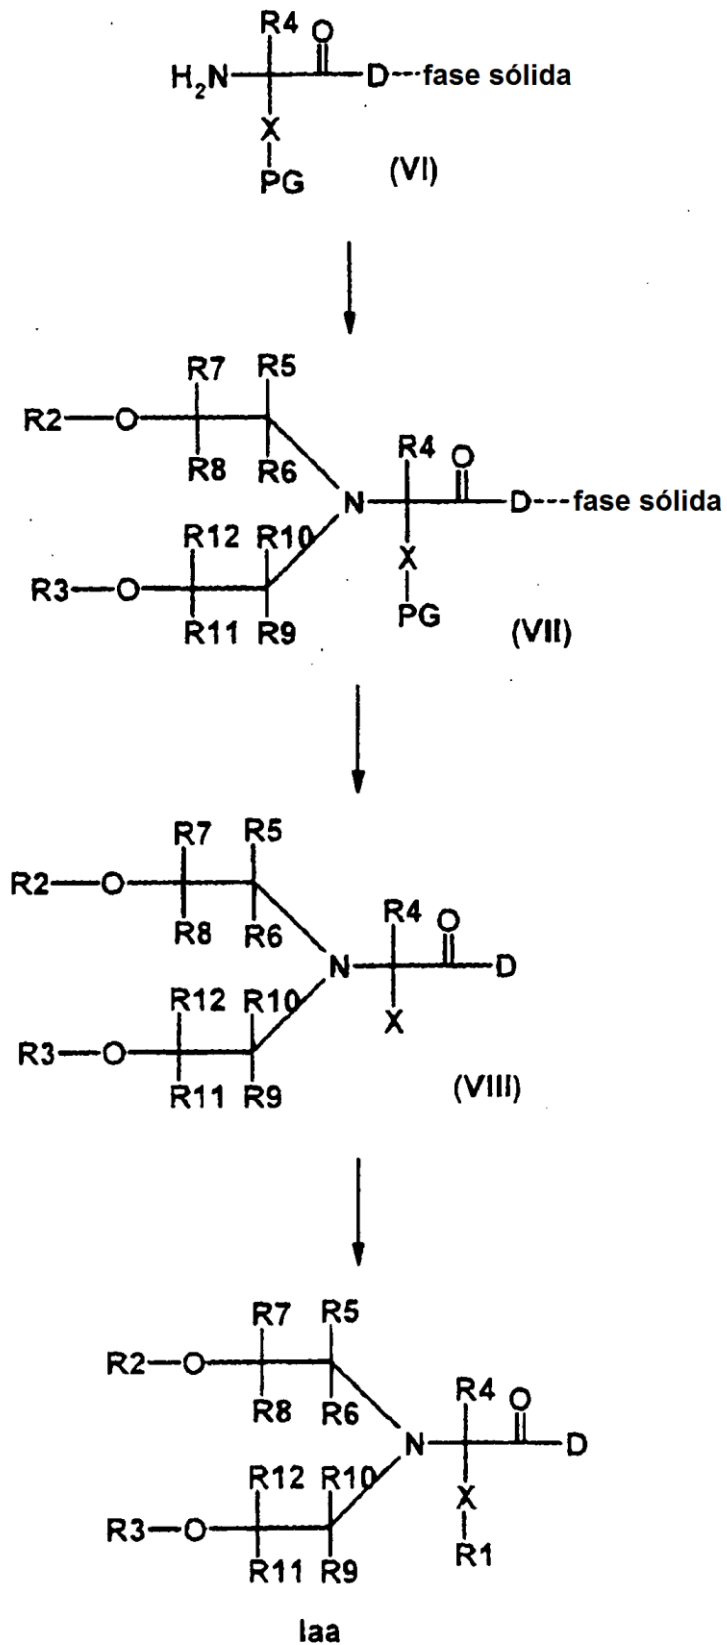 R4 O
H2N D---fase sólida
X
PG (VI)
R7 R5
R2 O
R8 R6 R4 O
N D---fase sólida
R12 R10
X
R3 O
PG
R11 R9 (VII)
R7 R5
R2 O
R8 R6 R4 O
N D
R12 R10
X
R3 O
R11 R9 (VIII)
R7 R5
R2 O
R8 R6 R4 O
N D
R12 R10
X
R3 O
R1
R11 R9
Iaa